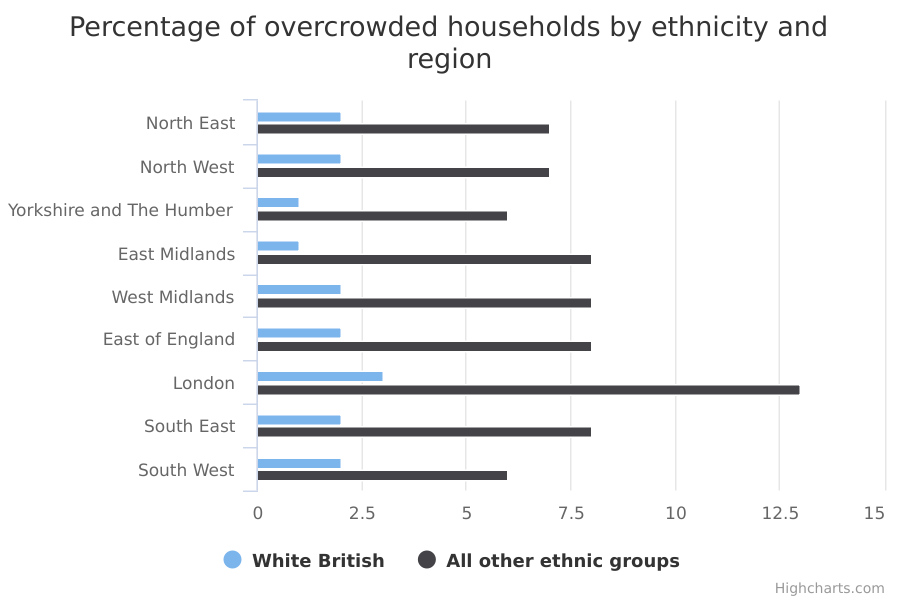 Percentage of overcrowded households by ethnicity and
region
North East
North West
Yorkshire and The Humber
East Midlands
West Midlands
East of England
London
South East
South West
0 2.5 5 7.5 10 12.5 15
White British All other ethnic groups
Highcharts.com